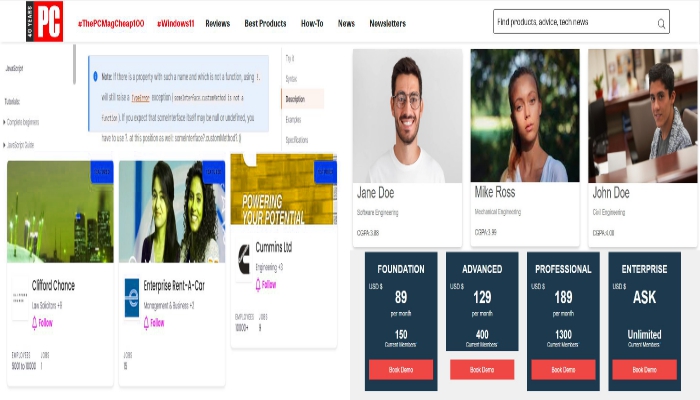 40 YEARS
PC
#ThePCMagCheap100
#Windows11
Reviews
Best Products
How-To
News
Newsletters
Find products, advice, tech news
JavaScript
Tutorials:
Complete beginners
JavaScript Guide
Note: If there is a property with such a name and which is not a function, using ?.
will still raise a TypeError exception (someInterface.customMethod is not a
function). If you expect that someInterface itself may be null or undefined, you
have to use ?. at this position as well: someInterface?.customMethod?.()
Try it
Syntax
Description
Examples
Specifications
Clifford Chance
Law Solicitors +6
Follow
EMPLOYEES
JOBS
5001 to 10000
1
Enterprise Rent-A-Car
Management & Business
Follow
JOBS
POWERING
YOUR POTENTIAL
Cummins Ltd
Engineering +3
Follow
EMPLOYEES
JOBS
10000+
9
Jane Doe
Software Engineering
CGPA:3.88
Mike Ross
Mechanical Engineering
CGPA:3.99
John Doe
Civil Engineering
CGPA:4.00
FOUNDATION
USD $
89
per month
150
Current Members'
Book Demo
ADVANCED
USD $
129
per month
400
Current Members'
Book Demo
PROFESSIONAL
USD $
189
per month
1300
Current Members'
Book Demo
ENTERPRISE
USD $
ASK
Unlimited
Current Members'
Book Demo